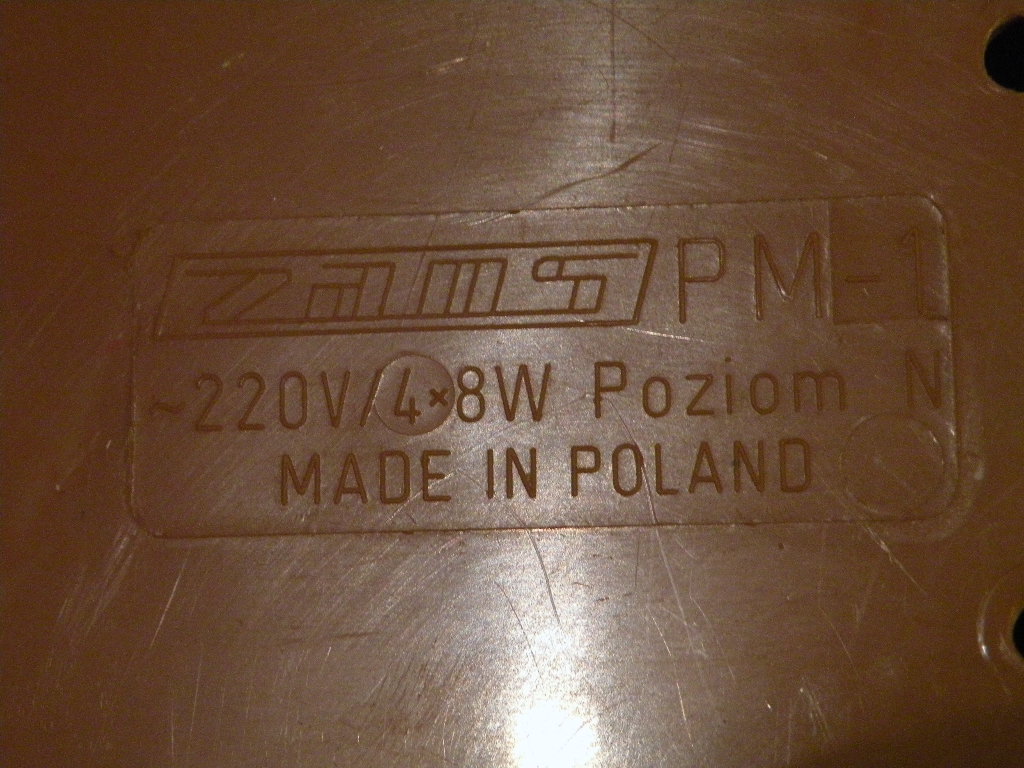 ZAMS PM-1
~220V/4×8W Poziom N
MADE IN POLAND